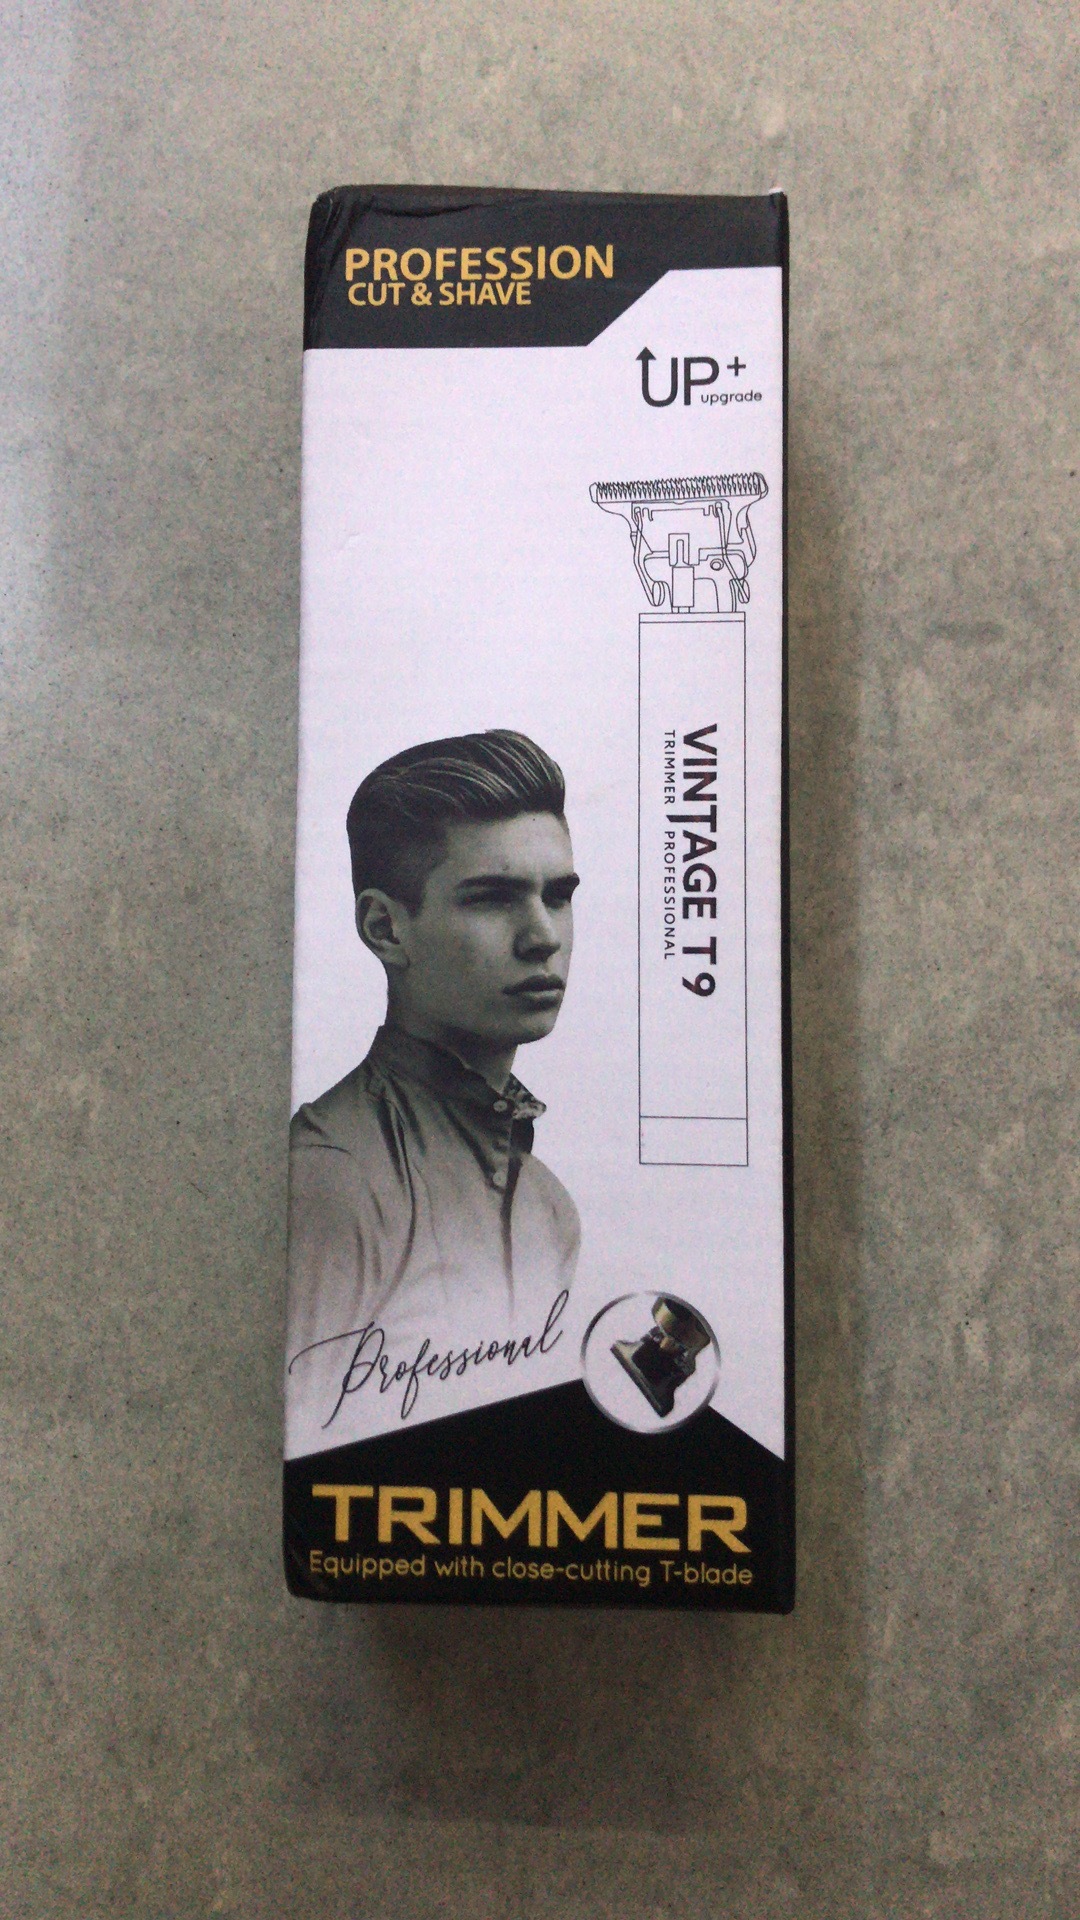 PROFESSION
CUT & SHAVE
UP+
upgrade
VINTAGE T9
TRIMMER PROFESSIONAL
Professional
TRIMMER
Equipped with close-cutting T-blade